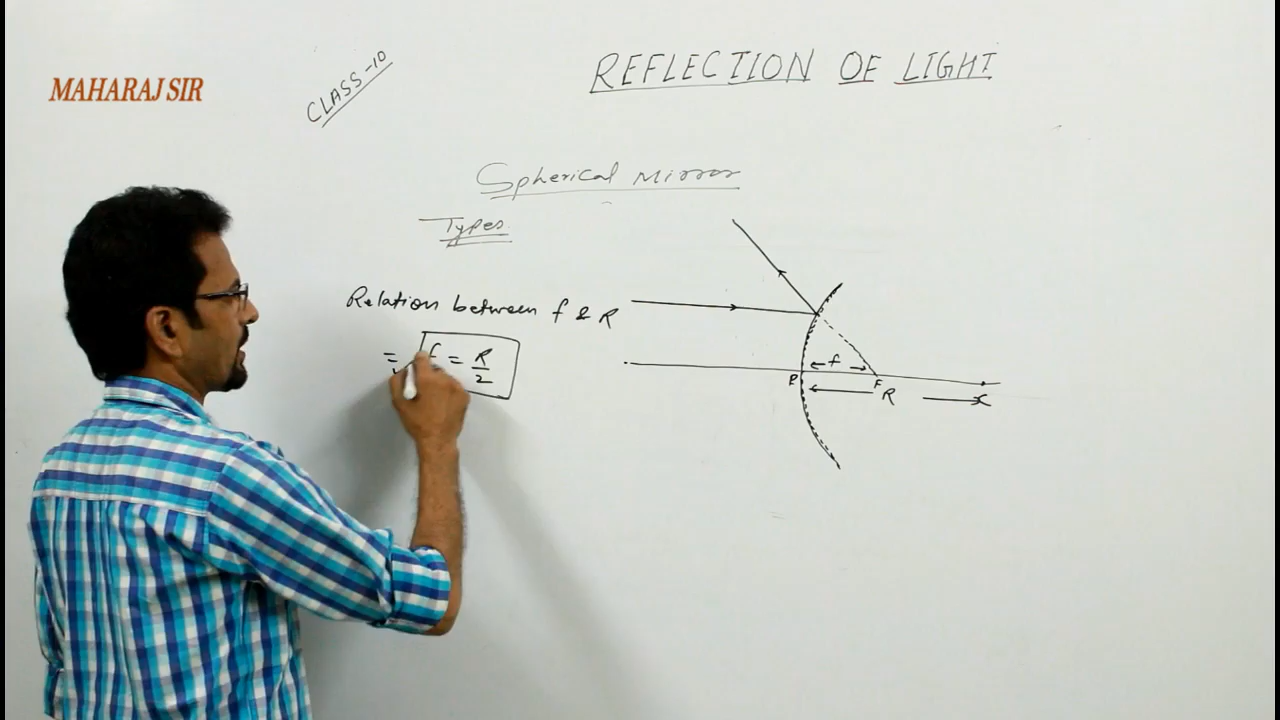 MAHARAJ SIR
CLASS-10
REFLECTION OF LIGHT
Spherical Mirror
Types
Relation between f & R
= f = R/2
f
P F
R